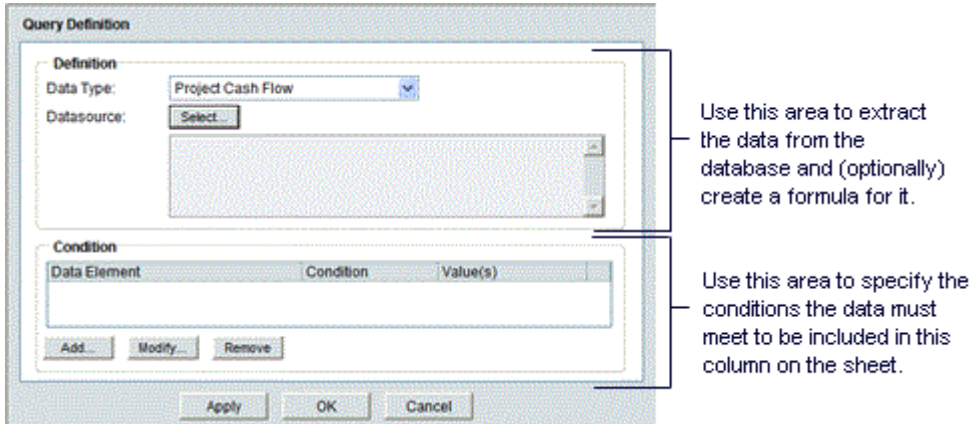 Query Definition
Definition
Data Type: Project Cash Flow
Datasource: Select...
Use this area to extract
the data from the
database and (optionally)
create a formula for it.
Condition
Data Element Condition Value(s)
Add... Modify... Remove
Use this area to specify the
conditions the data must
meet to be included in this
column on the sheet.
Apply OK Cancel